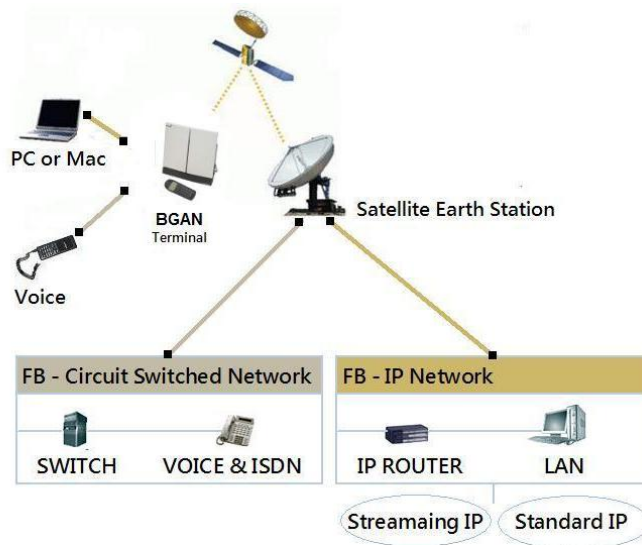 PC or Mac
BGAN
Terminal
Satellite Earth Station
Voice
FB - Circuit Switched Network
FB - IP Network
SWITCH
VOICE & ISDN
IP ROUTER
LAN
Streamaing IP
Standard IP